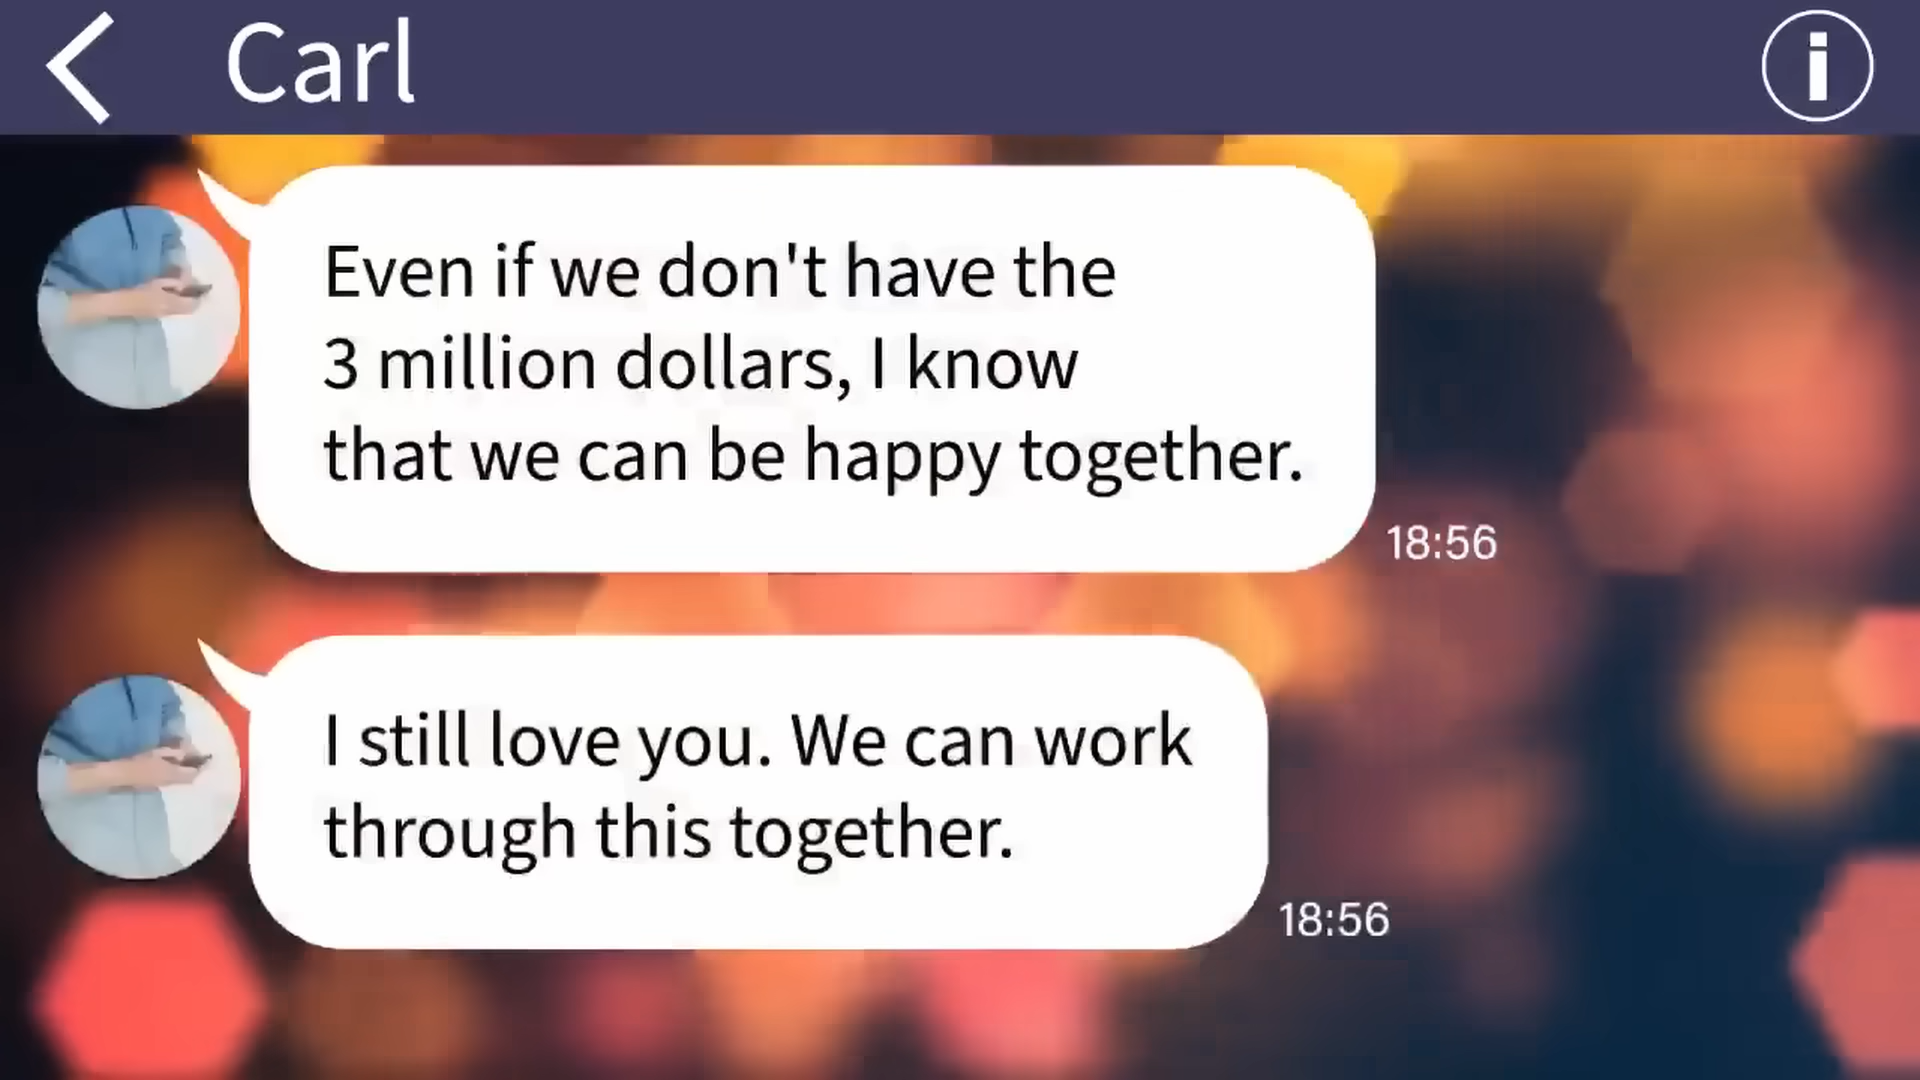 Carl
Even if we don't have the
3 million dollars, I know
that we can be happy together.
18:56
I still love you. We can work
through this together.
18:56